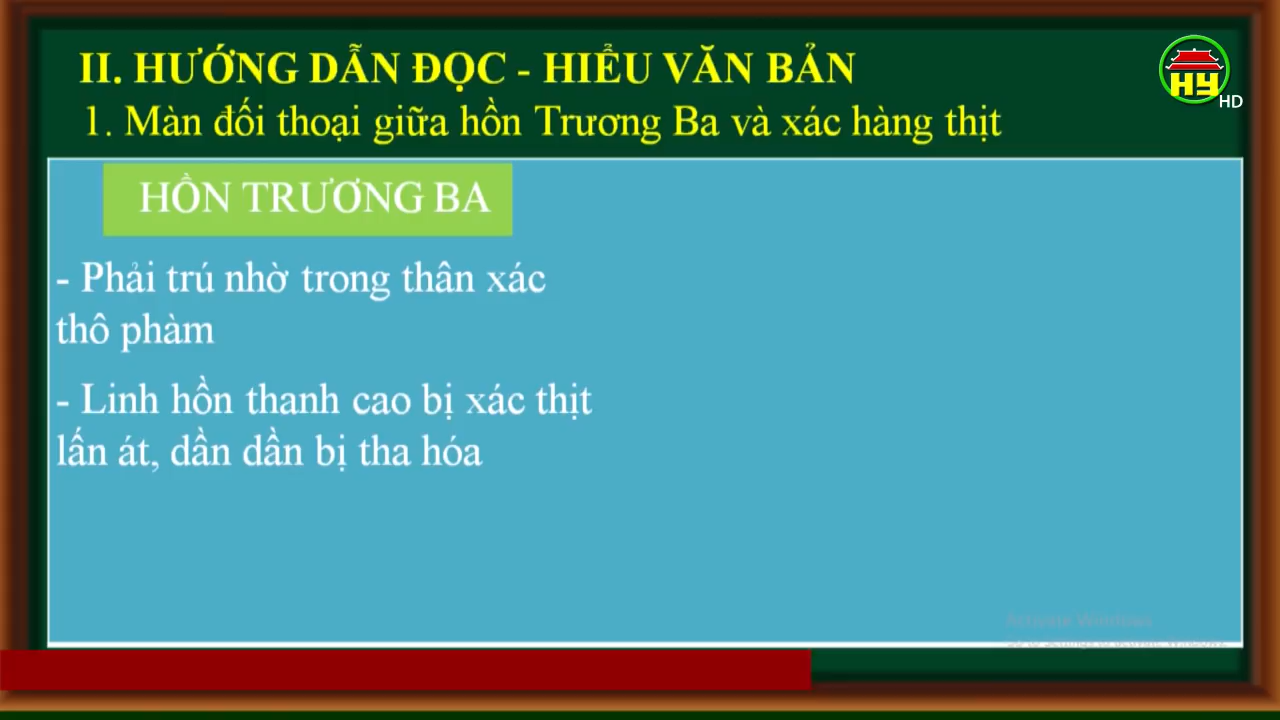 II. HƯỚNG DẪN ĐỌC - HIỂU VĂN BẢN
1. Màn đối thoại giữa hồn Trương Ba và xác hàng thịt
HỒN TRƯƠNG BA
- Phải trú nhờ trong thân xác
thô phàm
- Linh hồn thanh cao bị xác thịt
lấn át, dần dần bị tha hóa
HY
HD
Activate Windows